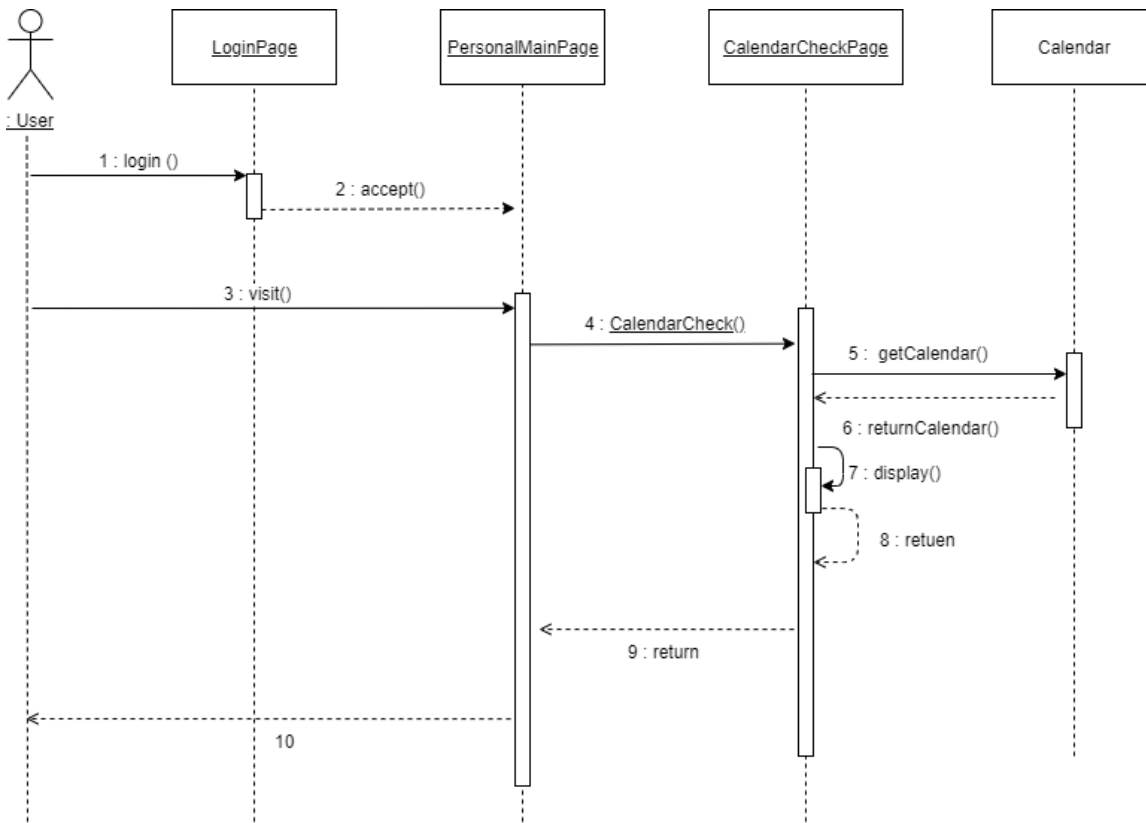 LoginPage
PersonalMainPage
CalendarCheckPage
Calendar
: User
1 : login ()
2 : accept()
3 : visit()
4 : CalendarCheck()
5 :  getCalendar()
6 : returnCalendar()
7 : display()
8 : retuen
9 : return
10